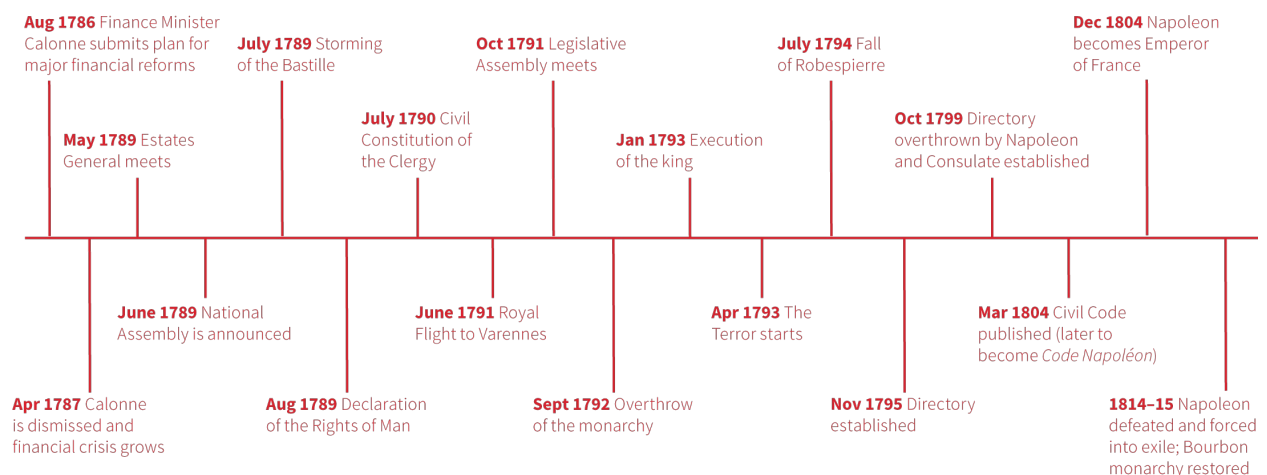 Aug 1786 Finance Minister
Calonne submits plan for
major financial reforms
July 1789 Storming
of the Bastille
Oct 1791 Legislative
Assembly meets
July 1794 Fall
of Robespierre
Dec 1804 Napoleon
becomes Emperor
of France
May 1789 Estates
General meets
July 1790 Civil
Constitution of
the Clergy
Jan 1793 Execution
of the king
Oct 1799 Directory
overthrown by Napoleon
and Consulate established
June 1789 National
Assembly is announced
June 1791 Royal
Flight to Varennes
Apr 1793 The
Terror starts
Mar 1804 Civil Code
published (later to
become Code Napoléon)
Apr 1787 Calonne
is dismissed and
financial crisis grows
Aug 1789 Declaration
of the Rights of Man
Sept 1792 Overthrow
of the monarchy
Nov 1795 Directory
established
1814–15 Napoleon
defeated and forced
into exile; Bourbon
monarchy restored